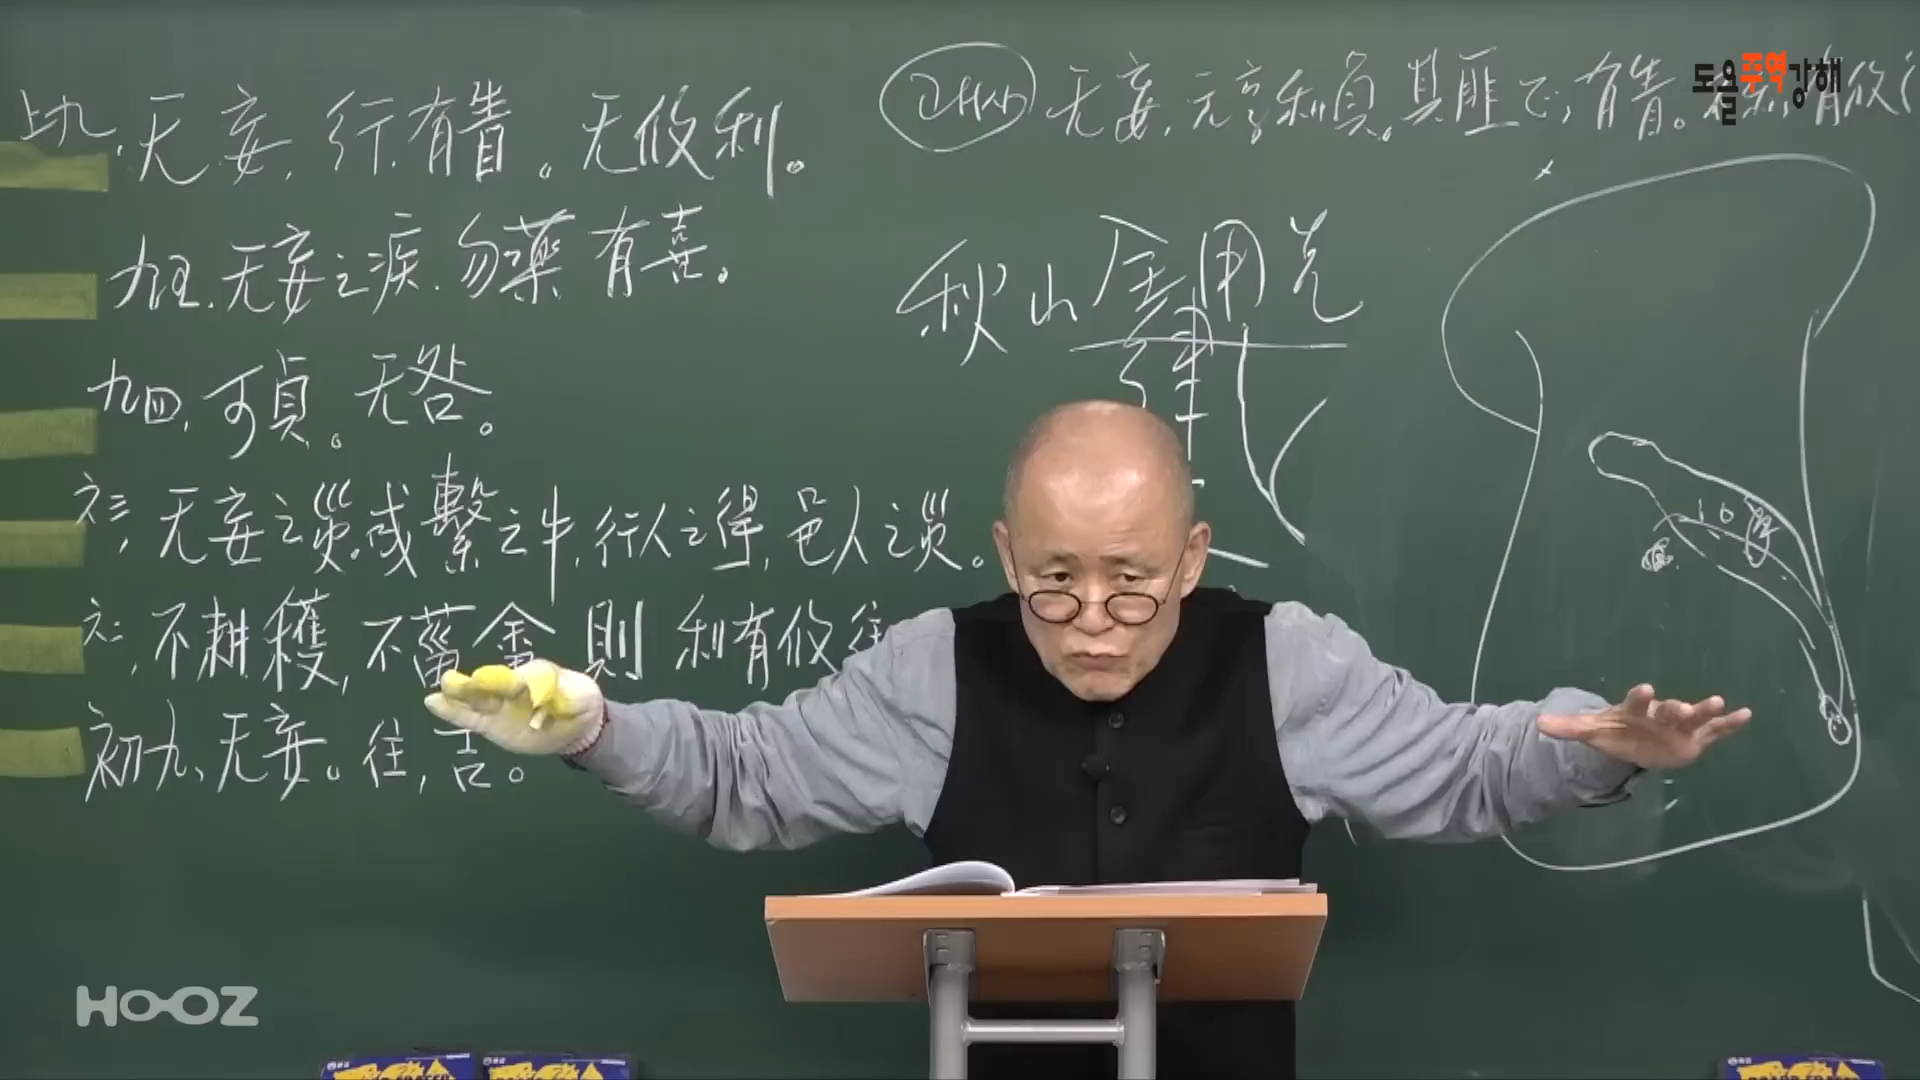 上九, 无妄, 行有眚。无攸利。
九五. 无妄之疾. 勿藥有喜。
九四, 可貞。无咎。
六三, 无妄之災。或繫之牛, 行人之得, 邑人之災。
六二, 不耕穫, 不菑畬 則 利有攸往
初九、无妄。往, 吉。
괘사 无妄, 元亨利貞。其匪正, 有眚。不利有攸
도올주역강해
秋山 金用
HOOZ